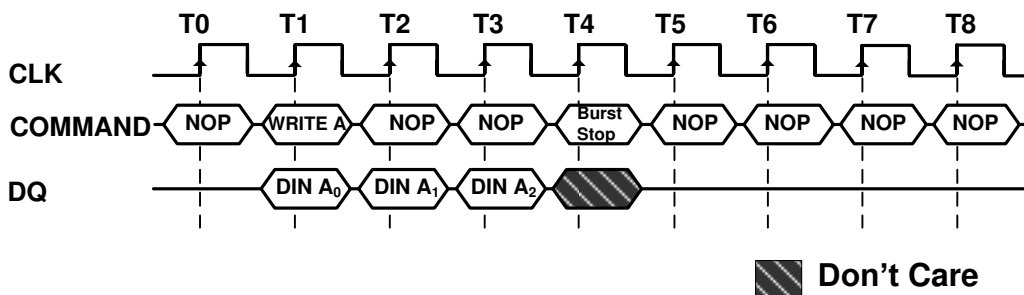 T0 T1 T2 T3 T4 T5 T6 T7 T8
CLK
COMMAND NOP WRITE A NOP NOP Burst Stop NOP NOP NOP NOP
DQ DIN A0 DIN A1 DIN A2
Don't Care